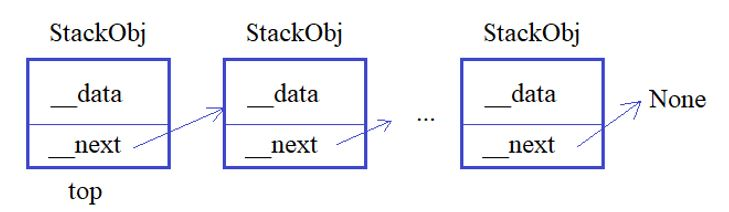 StackObj StackObj StackObj
__data __data __data None
...
__next __next __next
top